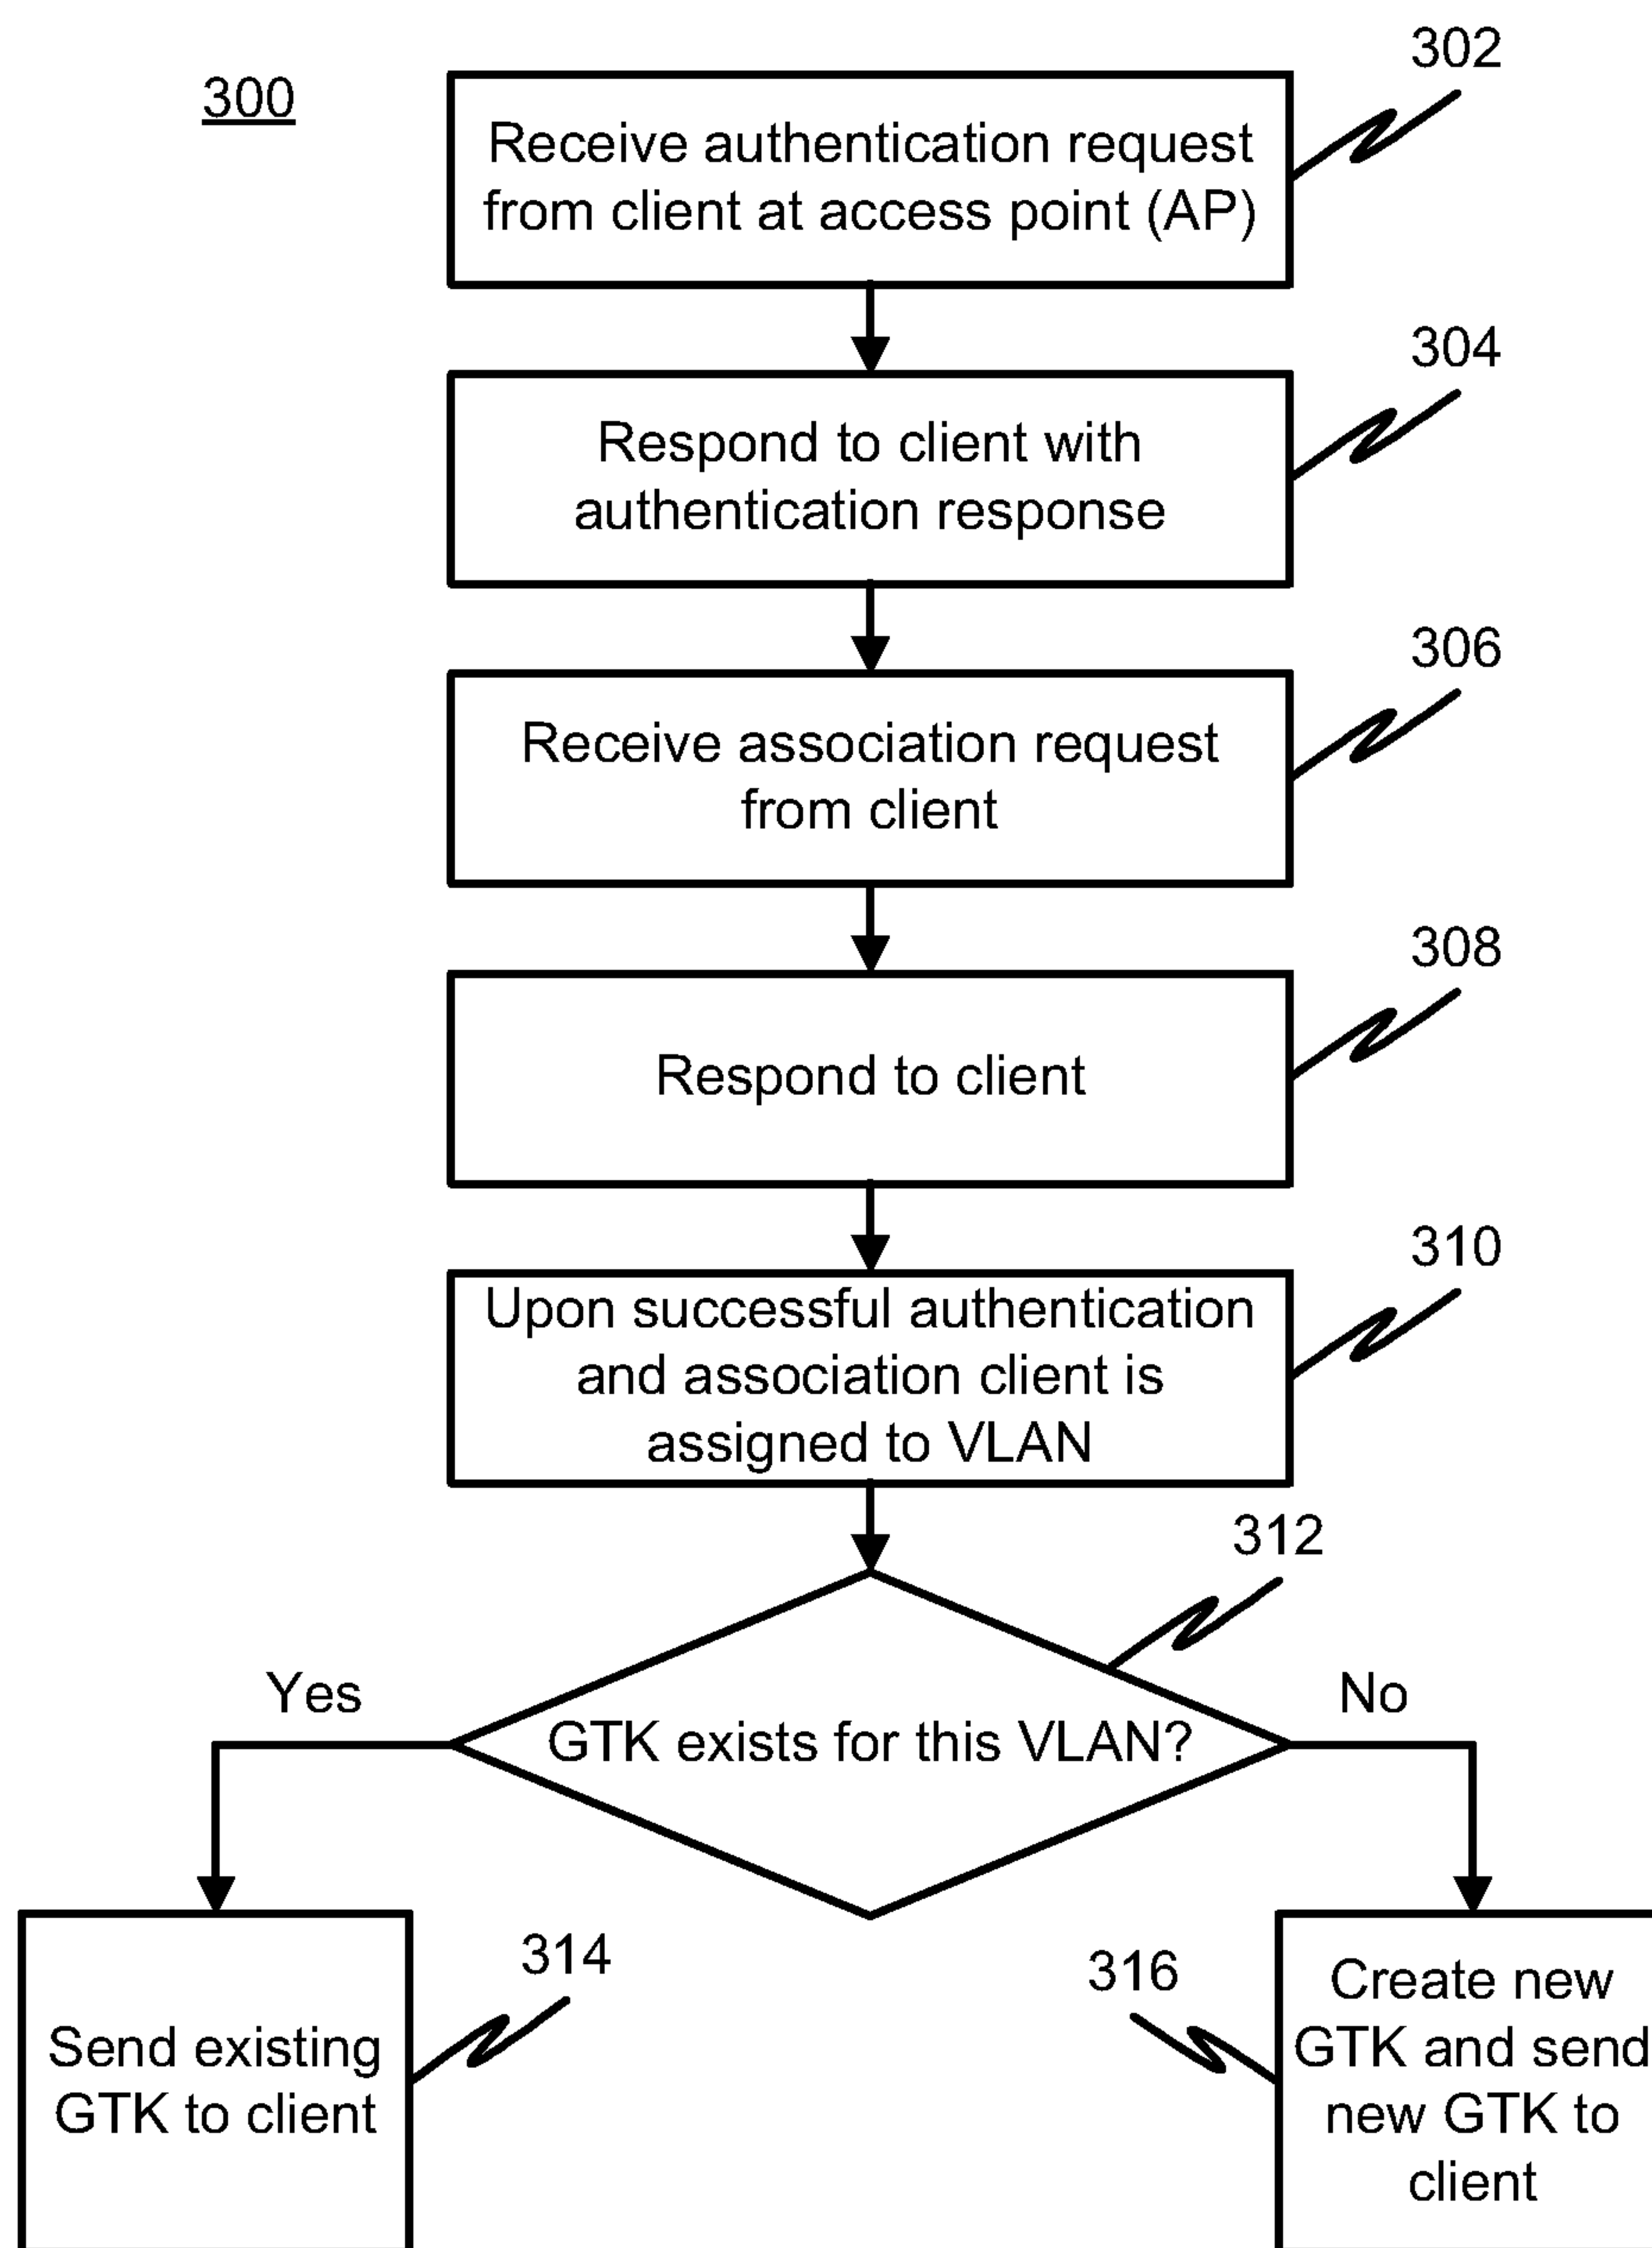 300
302
Receive authentication request
from client at access point (AP)
304
Respond to client with
authentication response
306
Receive association request
from client
308
Respond to client
310
Upon successful authentication
and association client is
assigned to VLAN
312
Yes
No
GTK exists for this VLAN?
314
Send existing
GTK to client
316
Create new
GTK and send
new GTK to
client